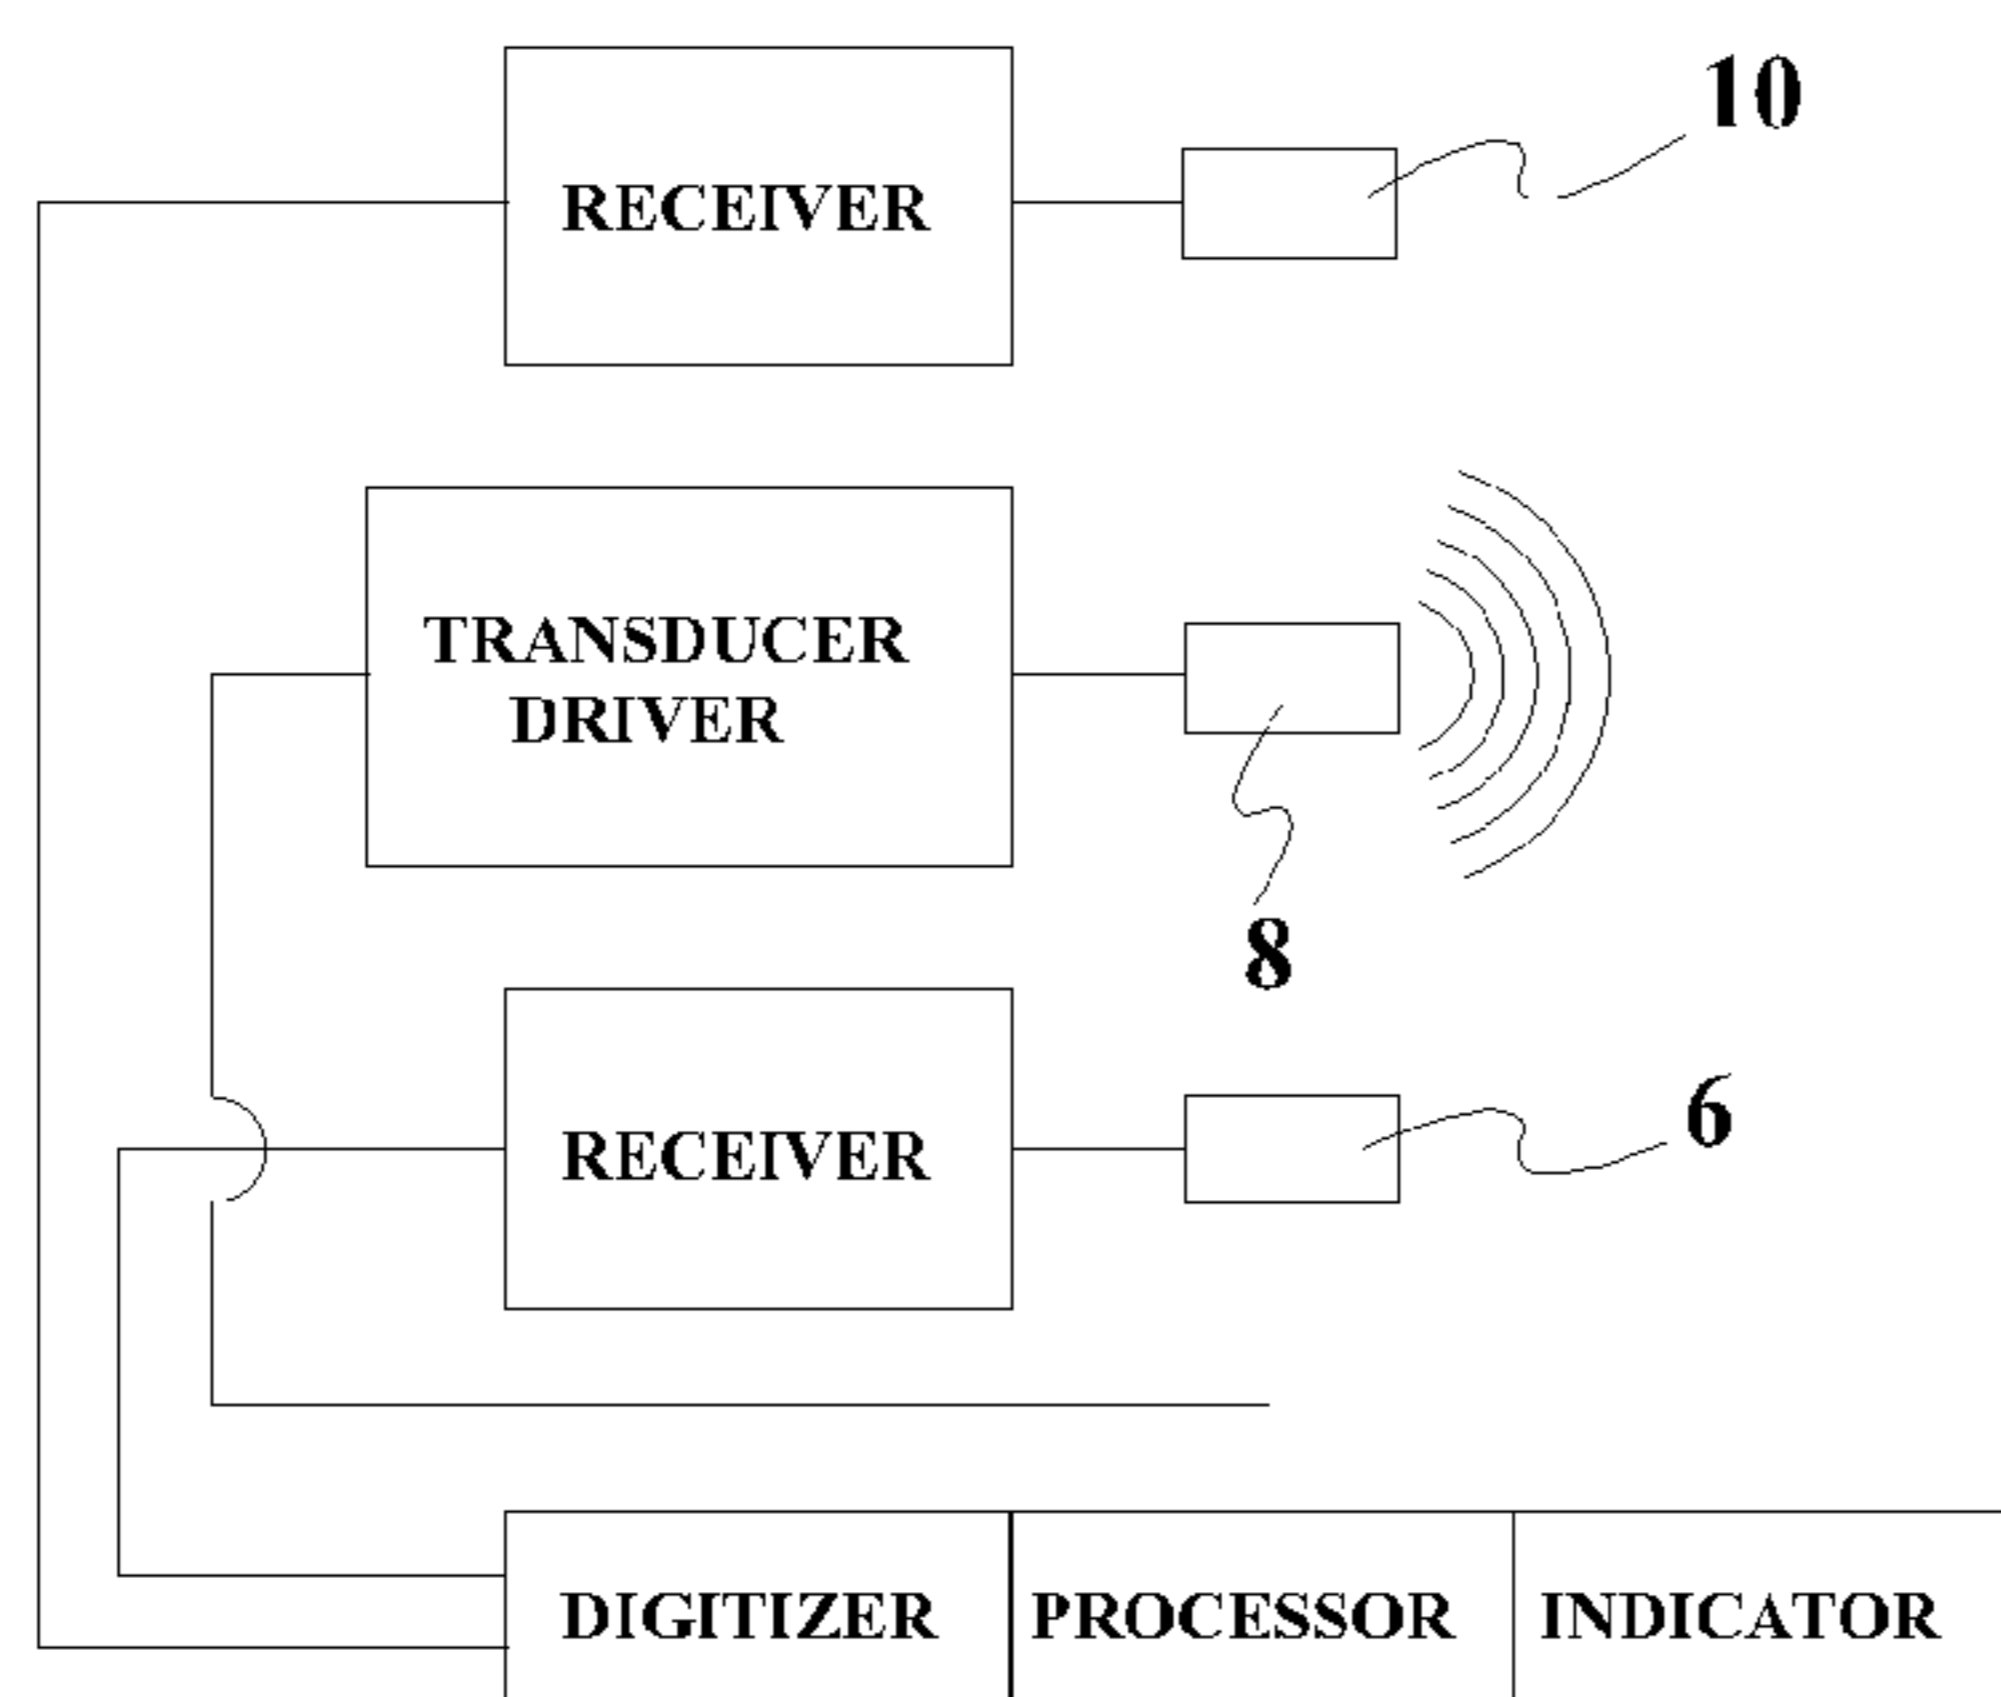 10
RECEIVER
TRANSDUCER
DRIVER
8
RECEIVER
6
DIGITIZER PROCESSOR INDICATOR